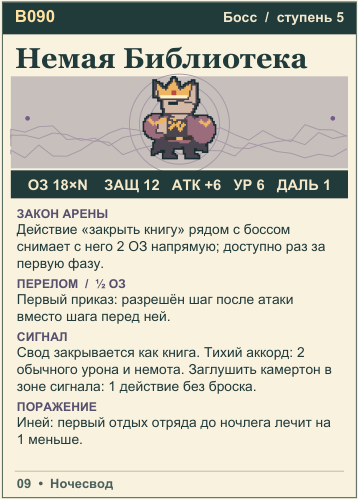 B090
Босс / ступень 5
Немая Библиотека
ОЗ 18×N ЗАЩ 12 АТК +6 УР 6 ДАЛЬ 1
ЗАКОН АРЕНЫ
Действие «закрыть книгу» рядом с боссом
снимает с него 2 ОЗ напрямую; доступно раз за
первую фазу.
ПЕРЕЛОМ / ½ ОЗ
Первый приказ: разрешён шаг после атаки
вместо шага перед ней.
СИГНАЛ
Свод закрывается как книга. Тихий аккорд: 2
обычного урона и немота. Заглушить камертон в
зоне сигнала: 1 действие без броска.
ПОРАЖЕНИЕ
Иней: первый отдых отряда до ночлега лечит на
1 меньше.
09 • Ночесвод